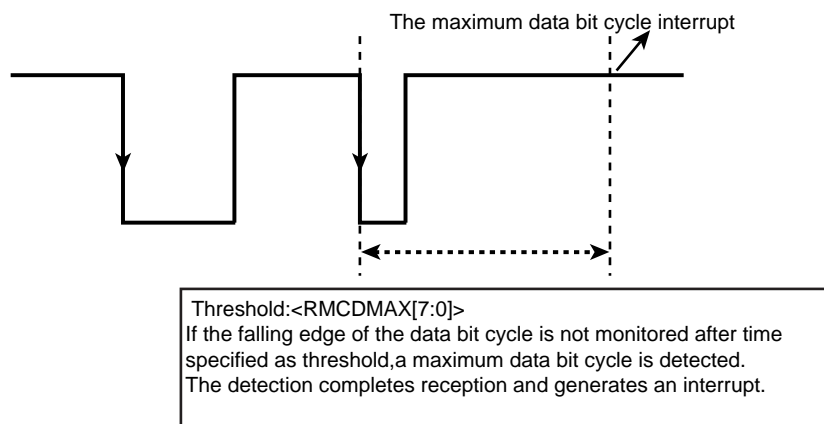 The maximum data bit cycle interrupt
Threshold:<RMCDMAX[7:0]>
If the falling edge of the data bit cycle is not monitored after time
specified as threshold,a maximum data bit cycle is detected.
The detection completes reception and generates an interrupt.